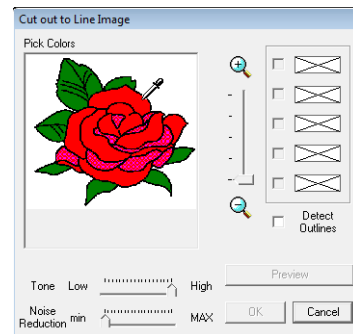 Cut out to Line Image
Pick Colors
Detect
Outlines
Preview
Tone Low High
Noise
Reduction min MAX
OK Cancel